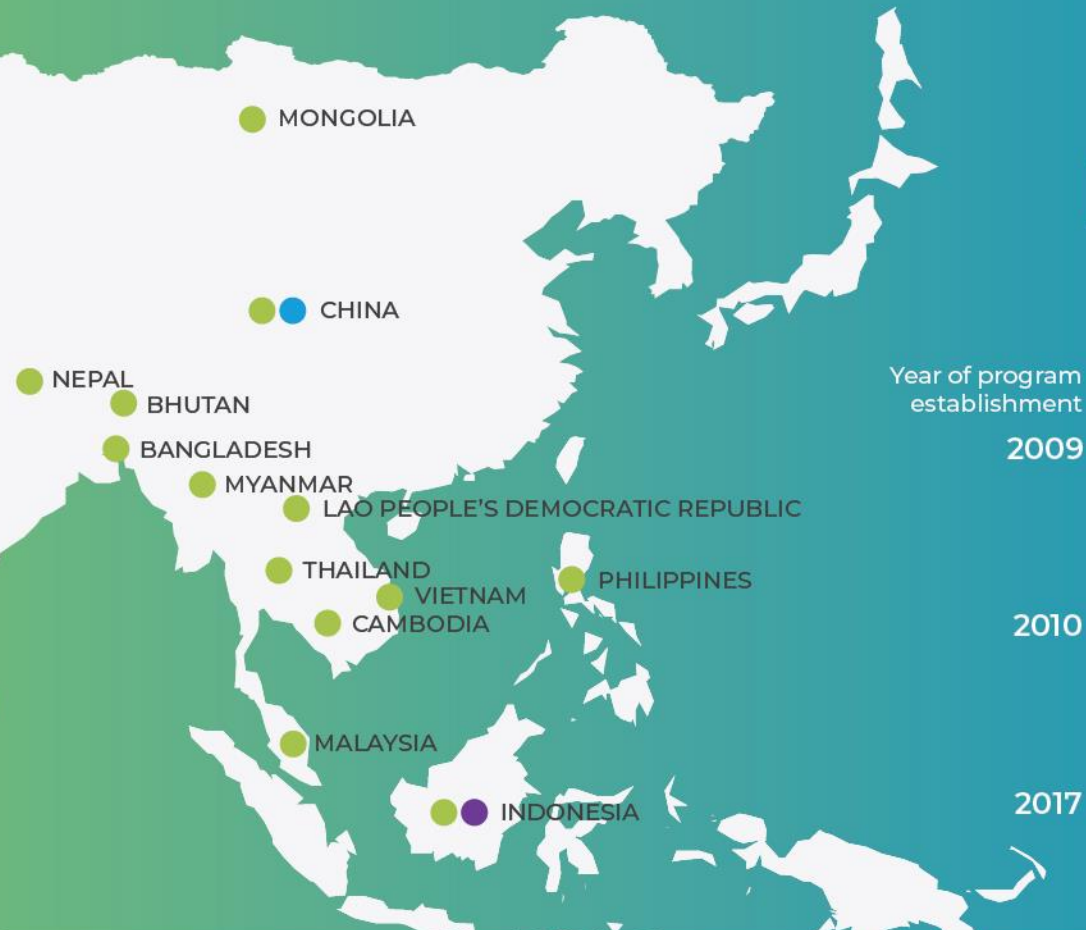 MONGOLIA
CHINA
NEPAL
BHUTAN
BANGLADESH
MYANMAR
LAO PEOPLE’S DEMOCRATIC REPUBLIC
THAILAND
VIETNAM
CAMBODIA
PHILIPPINES
MALAYSIA
INDONESIA
Year of program
establishment
2009
2010
2017